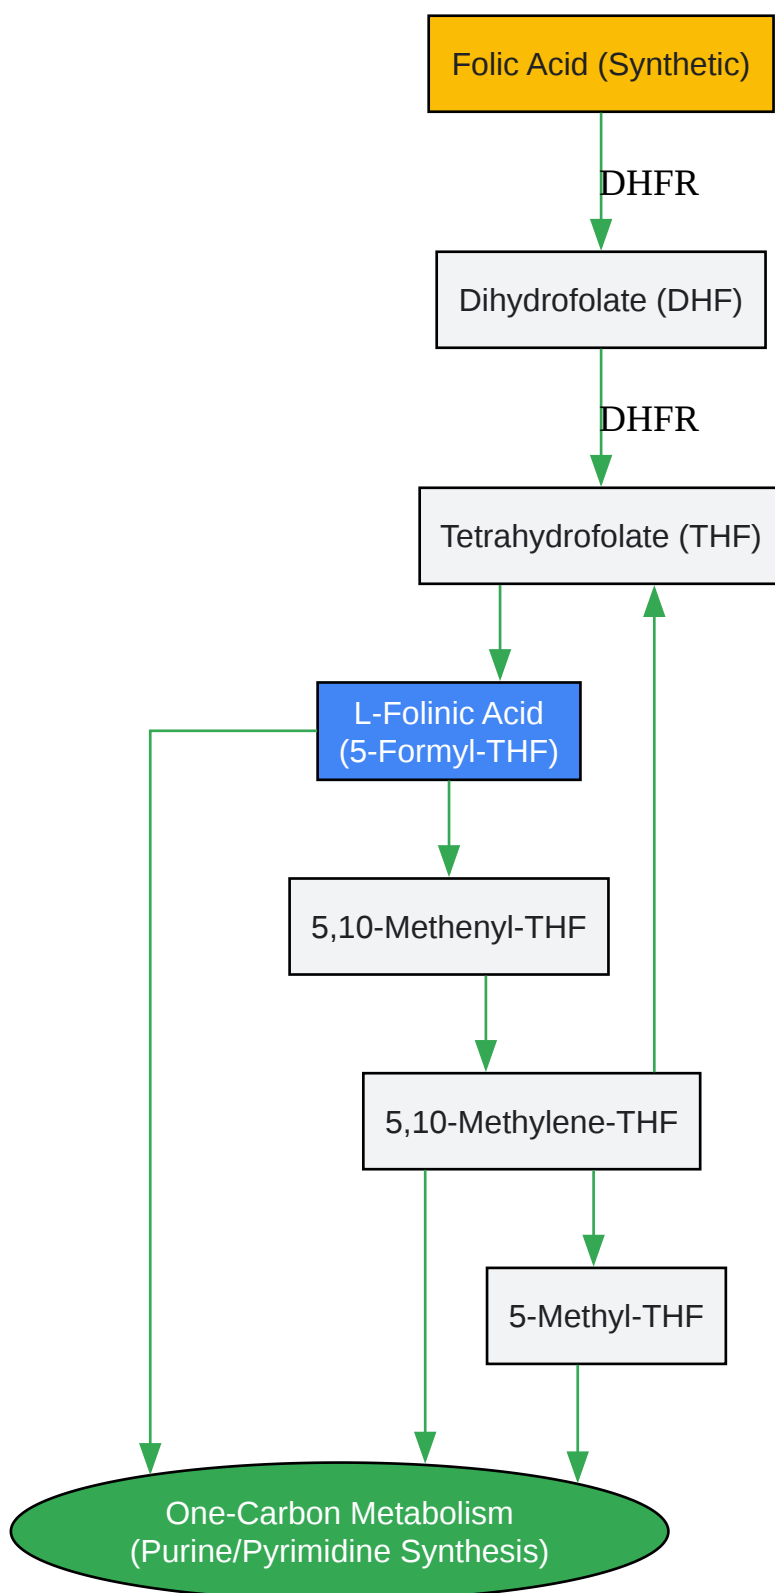 Folic Acid (Synthetic)
DHFR
Dihydrofolate (DHF)
DHFR
Tetrahydrofolate (THF)
L-Folinic Acid
(5-Formyl-THF)
5,10-Methenyl-THF
5,10-Methylene-THF
5-Methyl-THF
One-Carbon Metabolism
(Purine/Pyrimidine Synthesis)